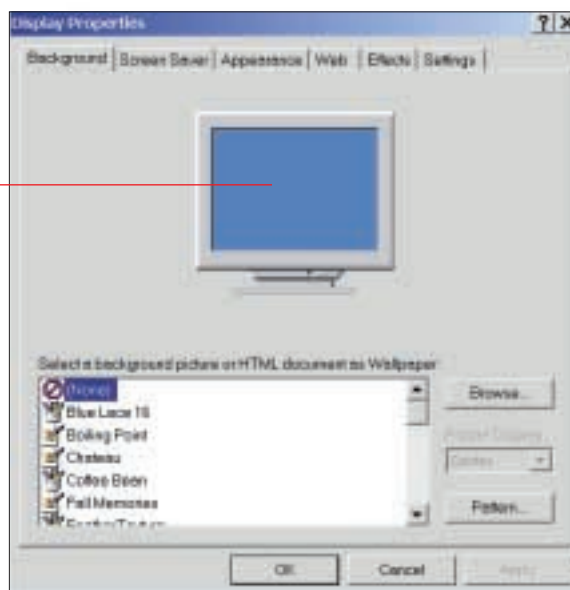 Display Properties
Background Screen Saver Appearance Web Effects Settings
Select a background picture or HTML document as Wallpaper:
(None)
Blue Lace 16
Boiling Point
Chateau
Coffee Bean
Fall Memories
FeatherTexture
Browse...
Picture Display:
Center
Pattern...
OK Cancel Apply